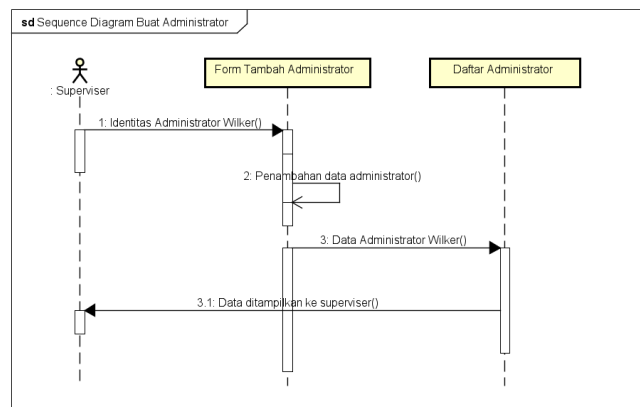 sd Sequence Diagram Buat Administrator
: Superviser
Form Tambah Administrator
Daftar Administrator
1: Identitas Administrator Wilker()
2: Penambahan data administrator()
3: Data Administrator Wilker()
3.1: Data ditampilkan ke superviser()